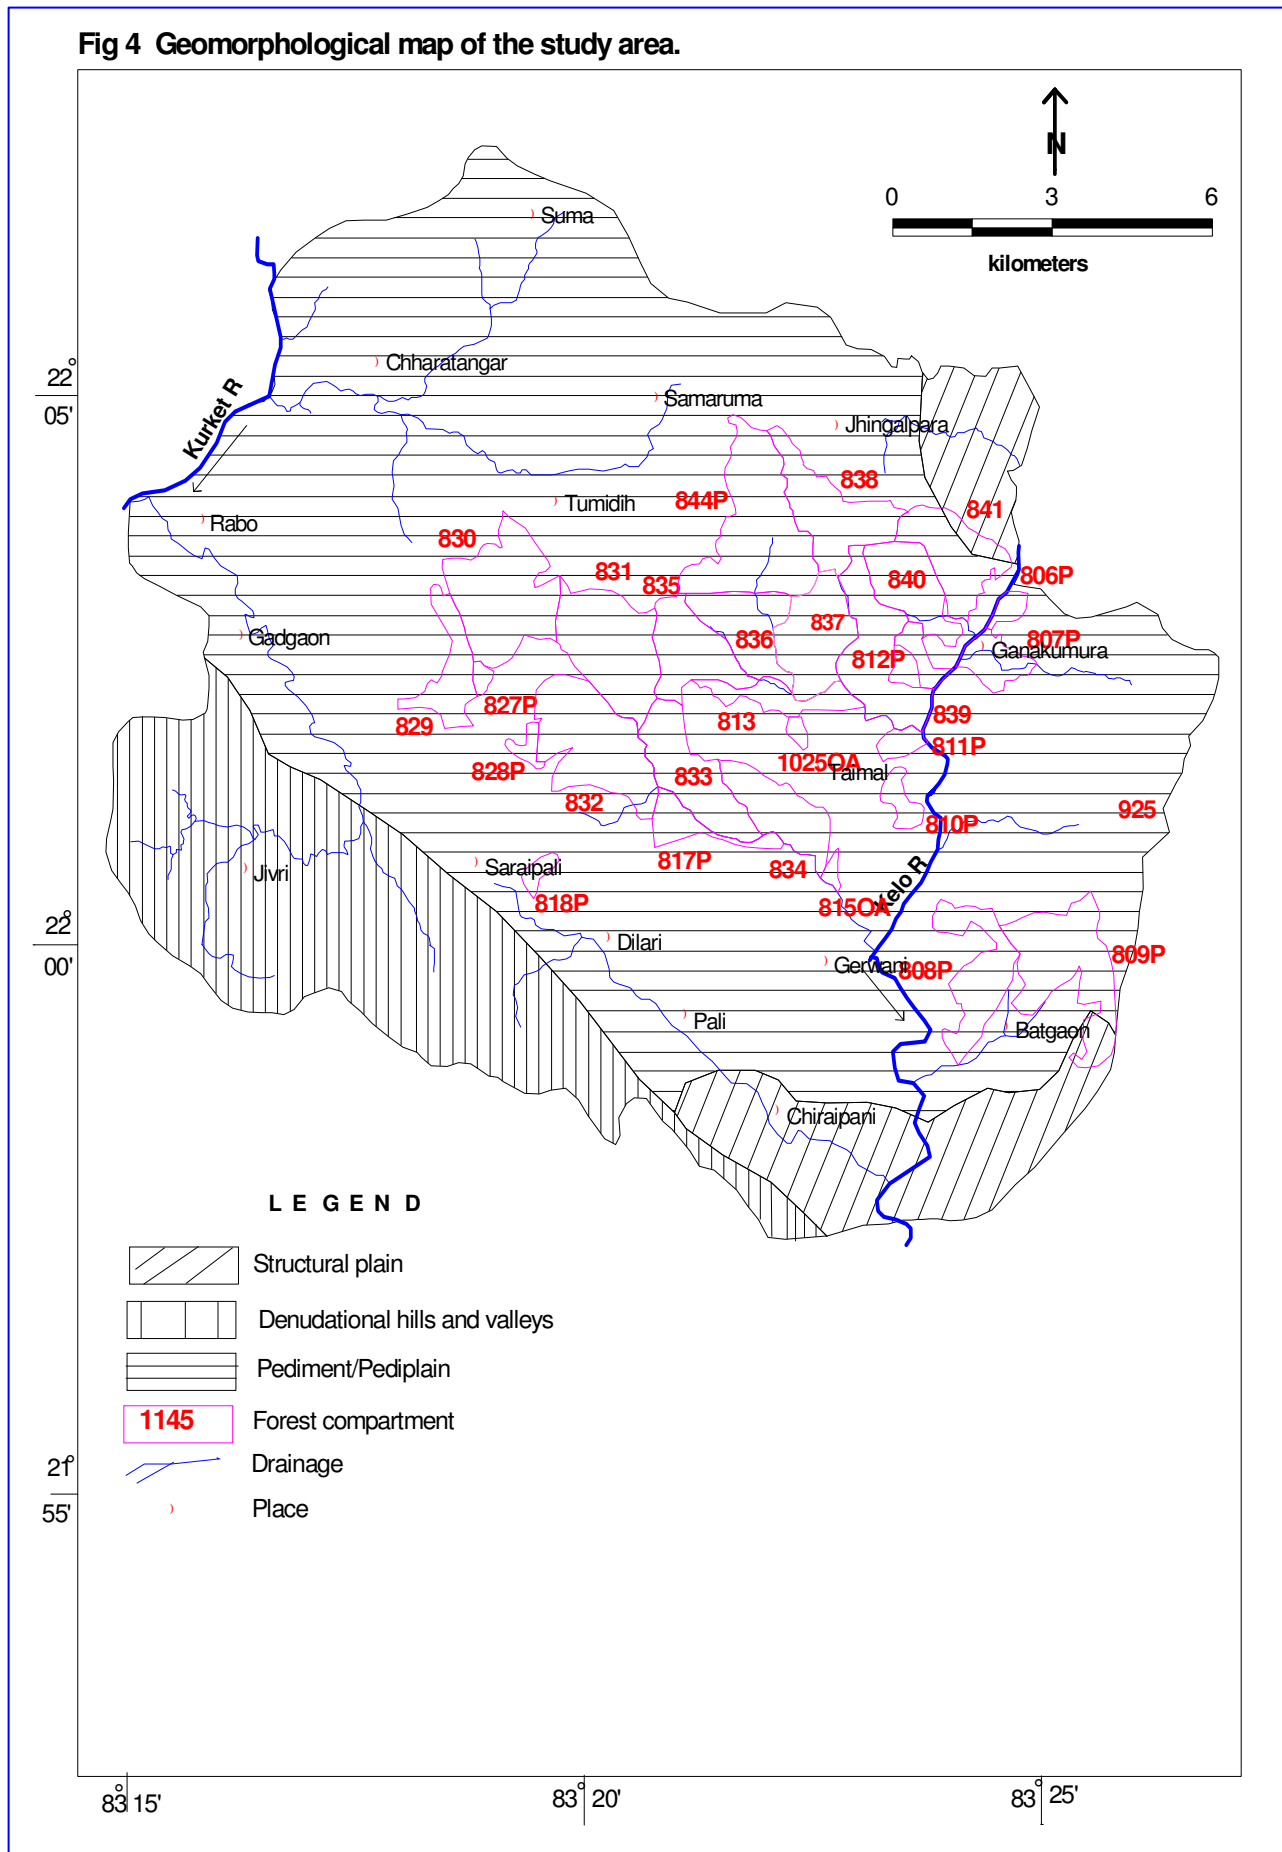 Fig 4 Geomorphological map of the study area.
N
0 3 6
kilometers
Suma
Chharatangar
22°
05'
Kurket R
Samaruma
Jhingalpara
838
844P
Tumidih
841
Rabo
830
831
835
840
806P
Gadgaon
836
837
812P
807P
Ganakumura
827P
829
813
839
811P
828P
833
1025OA
Taimal
832
925
810P
Saraipali
817P
834
Jivri
Kelo R
818P
815OA
22°
00'
Dilari
Gerwani
808P
809P
Pali
Batgaon
Chiraipani
LEGEND
Structural plain
Denudational hills and valleys
Pediment/Pediplain
1145 Forest compartment
Drainage
Place
21°
55'
83° 15' 83° 20' 83° 25'